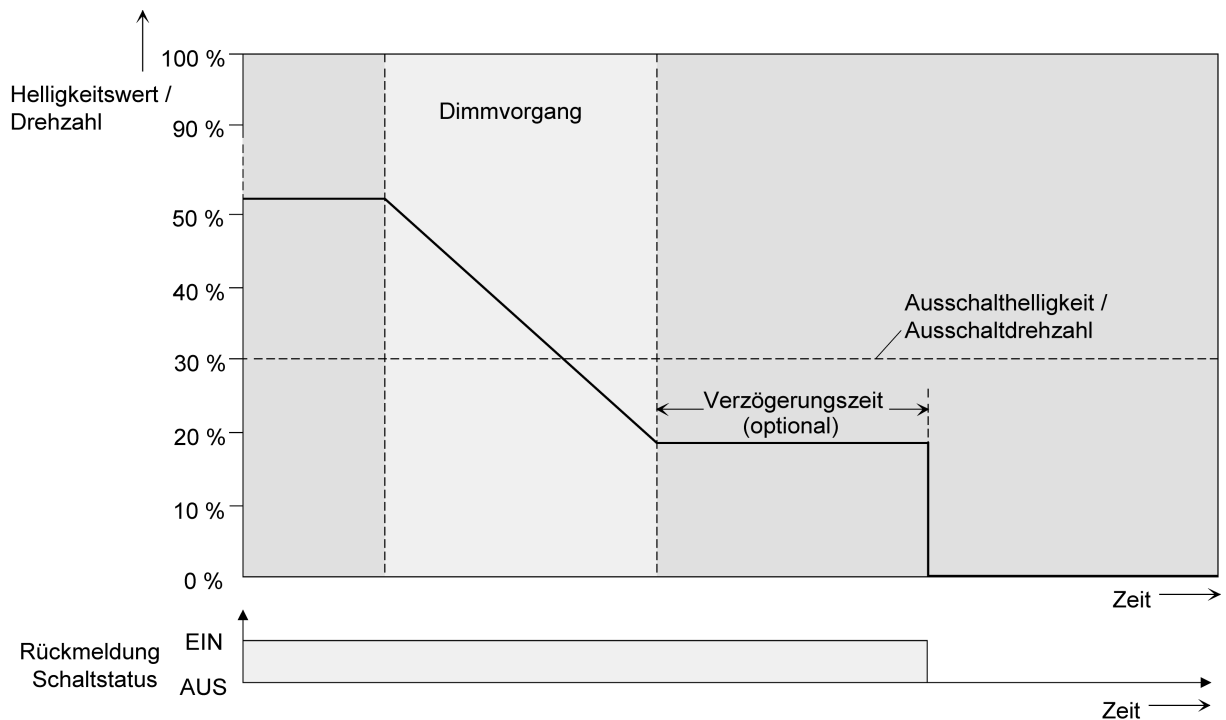 Helligkeitswert /
Drehzahl
100 %
90 %
50 %
40 %
30 %
20 %
10 %
0 %
Dimmvorgang
Ausschalthelligkeit /
Ausschaltdrehzahl
Verzögerungszeit
(optional)
Zeit
Rückmeldung
Schaltstatus
EIN
AUS
Zeit